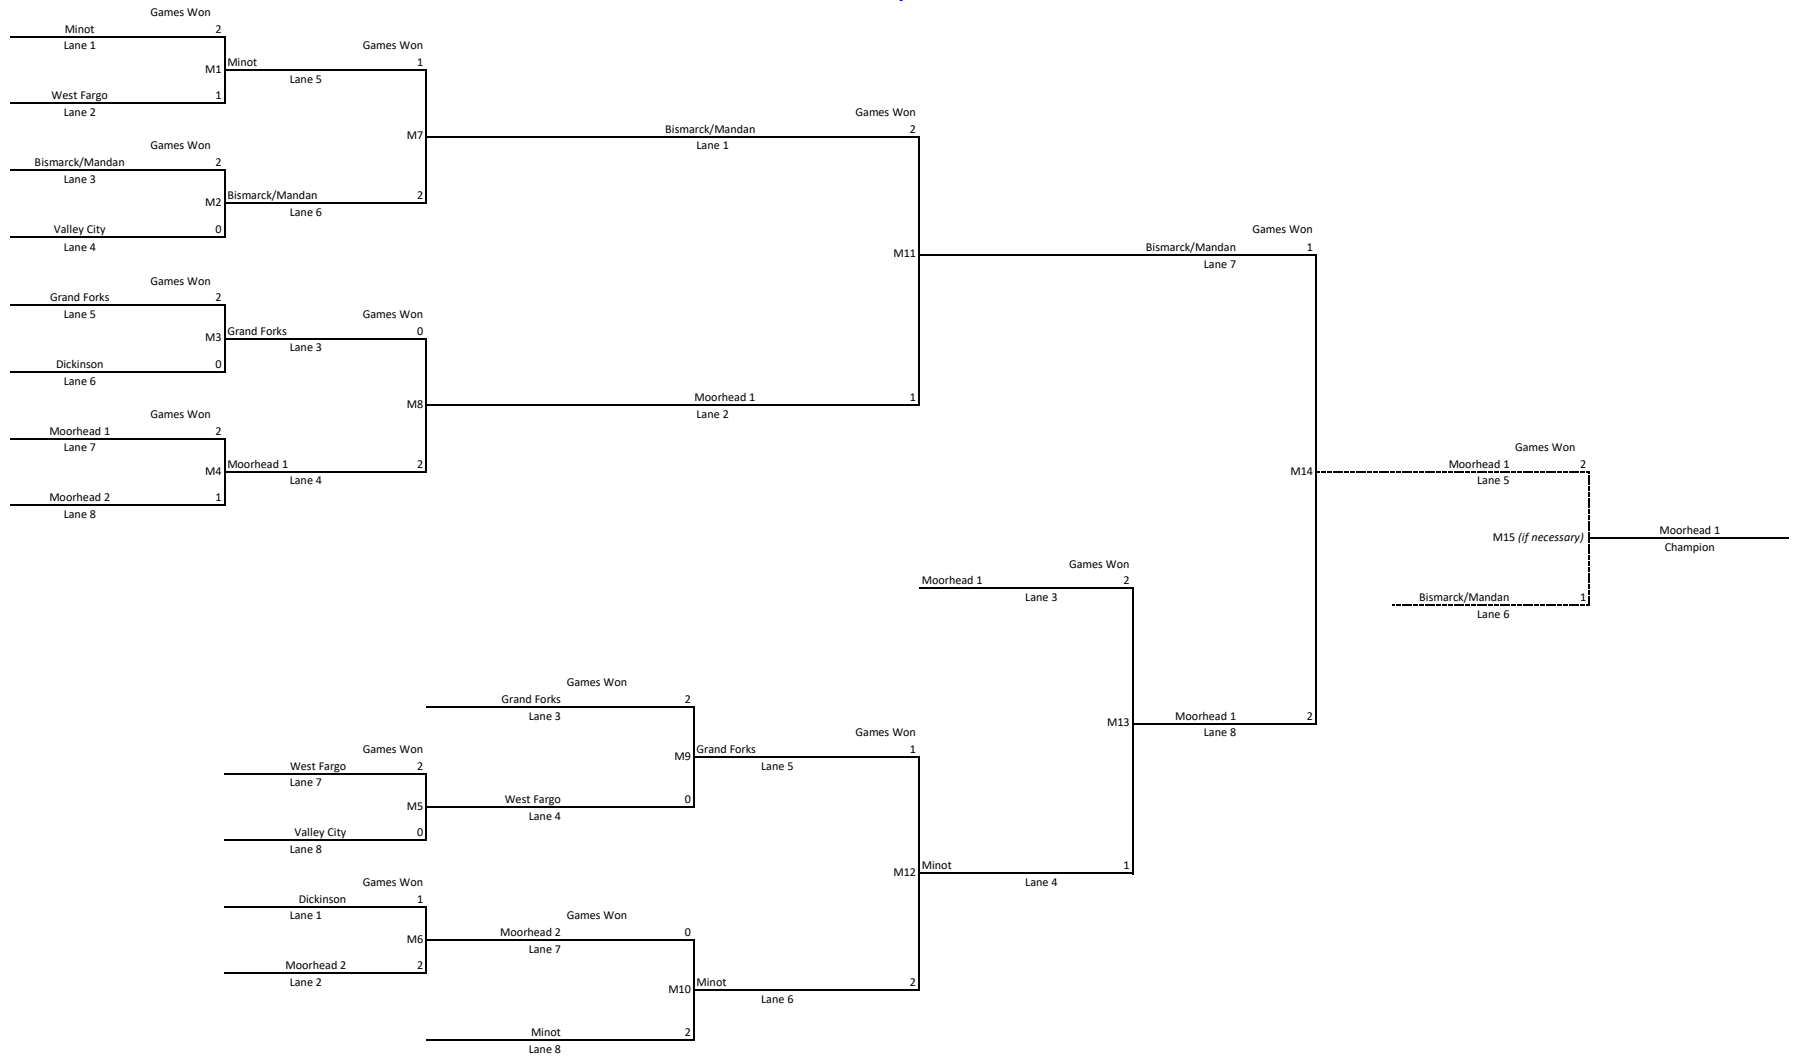 Games Won
Minot 2
Lane 1
M1
West Fargo 1
Lane 2
Games Won
Bismarck/Mandan 2
Lane 3
M2
Valley City 0
Lane 4
Games Won
Grand Forks 2
Lane 5
M3
Dickinson 0
Lane 6
Games Won
Moorhead 1 2
Lane 7
M4
Moorhead 2 1
Lane 8
Games Won
Minot 1
Lane 5
M7
Bismarck/Mandan 2
Lane 6
Games Won
Grand Forks 0
Lane 3
M8
Moorhead 1 2
Lane 4
Games Won
Bismarck/Mandan 2
Lane 1
M11
Moorhead 1 1
Lane 2
Games Won
Bismarck/Mandan 1
Lane 7
M14
Moorhead 1 2
Lane 8
Games Won
Moorhead 1 2
Lane 5
M15 (if necessary)
Bismarck/Mandan 1
Lane 6
Moorhead 1
Champion
Games Won
Moorhead 1 2
Lane 3
M13
Minot 1
Lane 4
Games Won
Grand Forks 2
Lane 3
M9
West Fargo 0
Lane 4
Games Won
West Fargo 2
Lane 7
M5
Valley City 0
Lane 8
Games Won
Dickinson 1
Lane 1
M6
Moorhead 2 2
Lane 2
Games Won
Moorhead 2 0
Lane 7
M10
Minot 2
Lane 8
Games Won
Grand Forks 1
Lane 5
M12
Minot 2
Lane 6